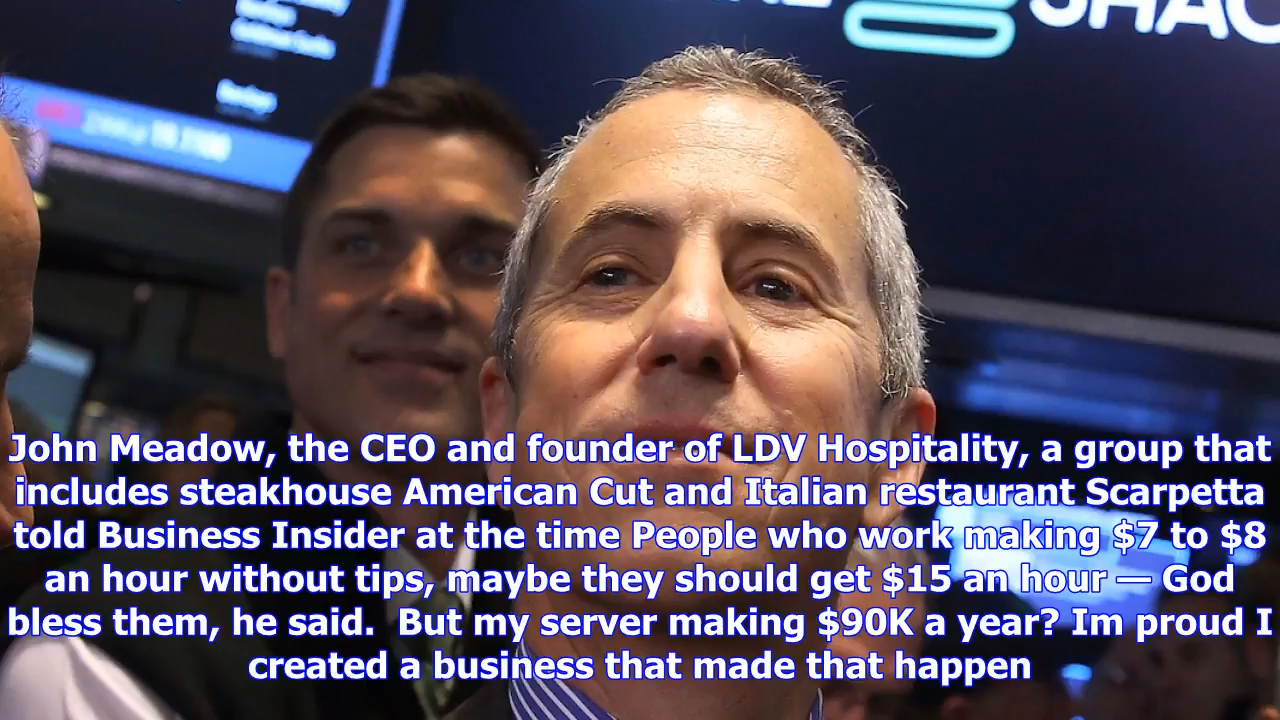 SHAC
John Meadow, the CEO and founder of LDV Hospitality, a group that
includes steakhouse American Cut and Italian restaurant Scarpetta
told Business Insider at the time People who work making $7 to $8
an hour without tips, maybe they should get $15 an hour — God
bless them, he said.  But my server making $90K a year? Im proud I
created a business that made that happen